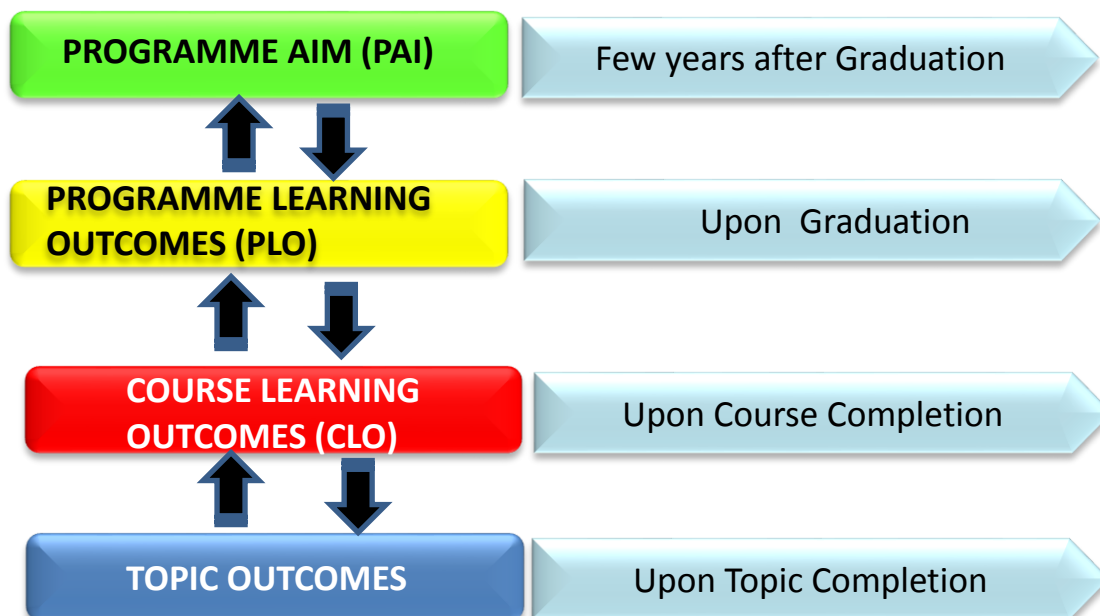 PROGRAMME AIM (PAI)
Few years after Graduation
PROGRAMME LEARNING
OUTCOMES (PLO)
Upon Graduation
COURSE LEARNING
OUTCOMES (CLO)
Upon Course Completion
TOPIC OUTCOMES
Upon Topic Completion